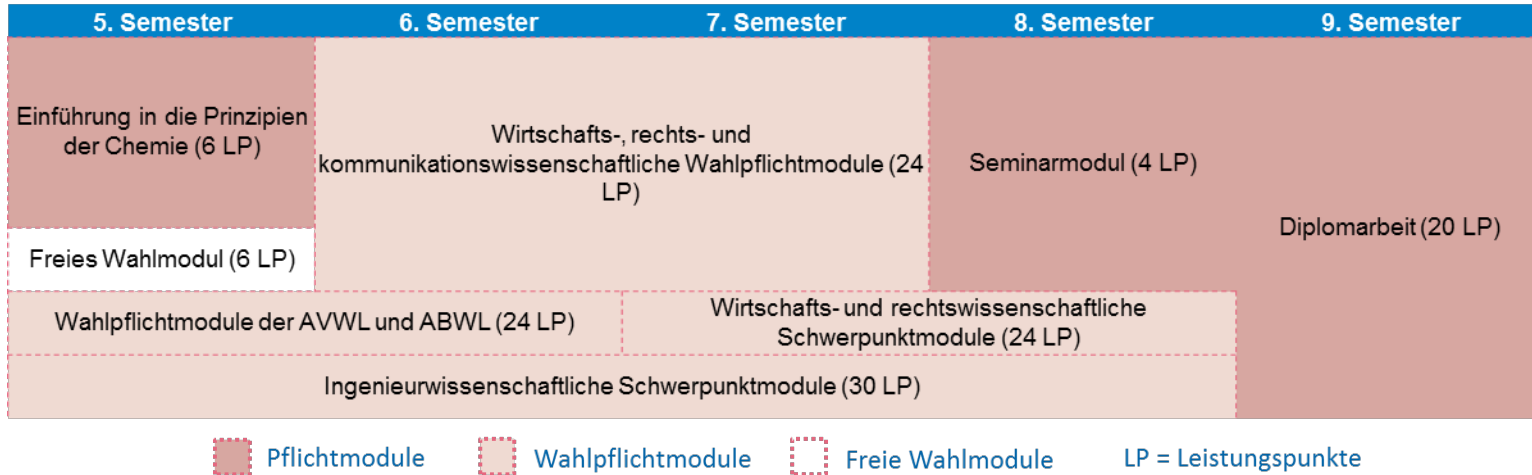 5. Semester
6. Semester
7. Semester
8. Semester
9. Semester
Einführung in die Prinzipien
der Chemie (6 LP)
Wirtschafts-, rechts- und
kommunikationswissenschaftliche Wahlpflichtmodule (24
LP)
Seminarmodul (4 LP)
Diplomarbeit (20 LP)
Freies Wahlmodul (6 LP)
Wahlpflichtmodule der AVWL und ABWL (24 LP)
Wirtschafts- und rechtswissenschaftliche
Schwerpunktmodule (24 LP)
Ingenieurwissenschaftliche Schwerpunktmodule (30 LP)
Pflichtmodule
Wahlpflichtmodule
Freie Wahlmodule
LP = Leistungspunkte